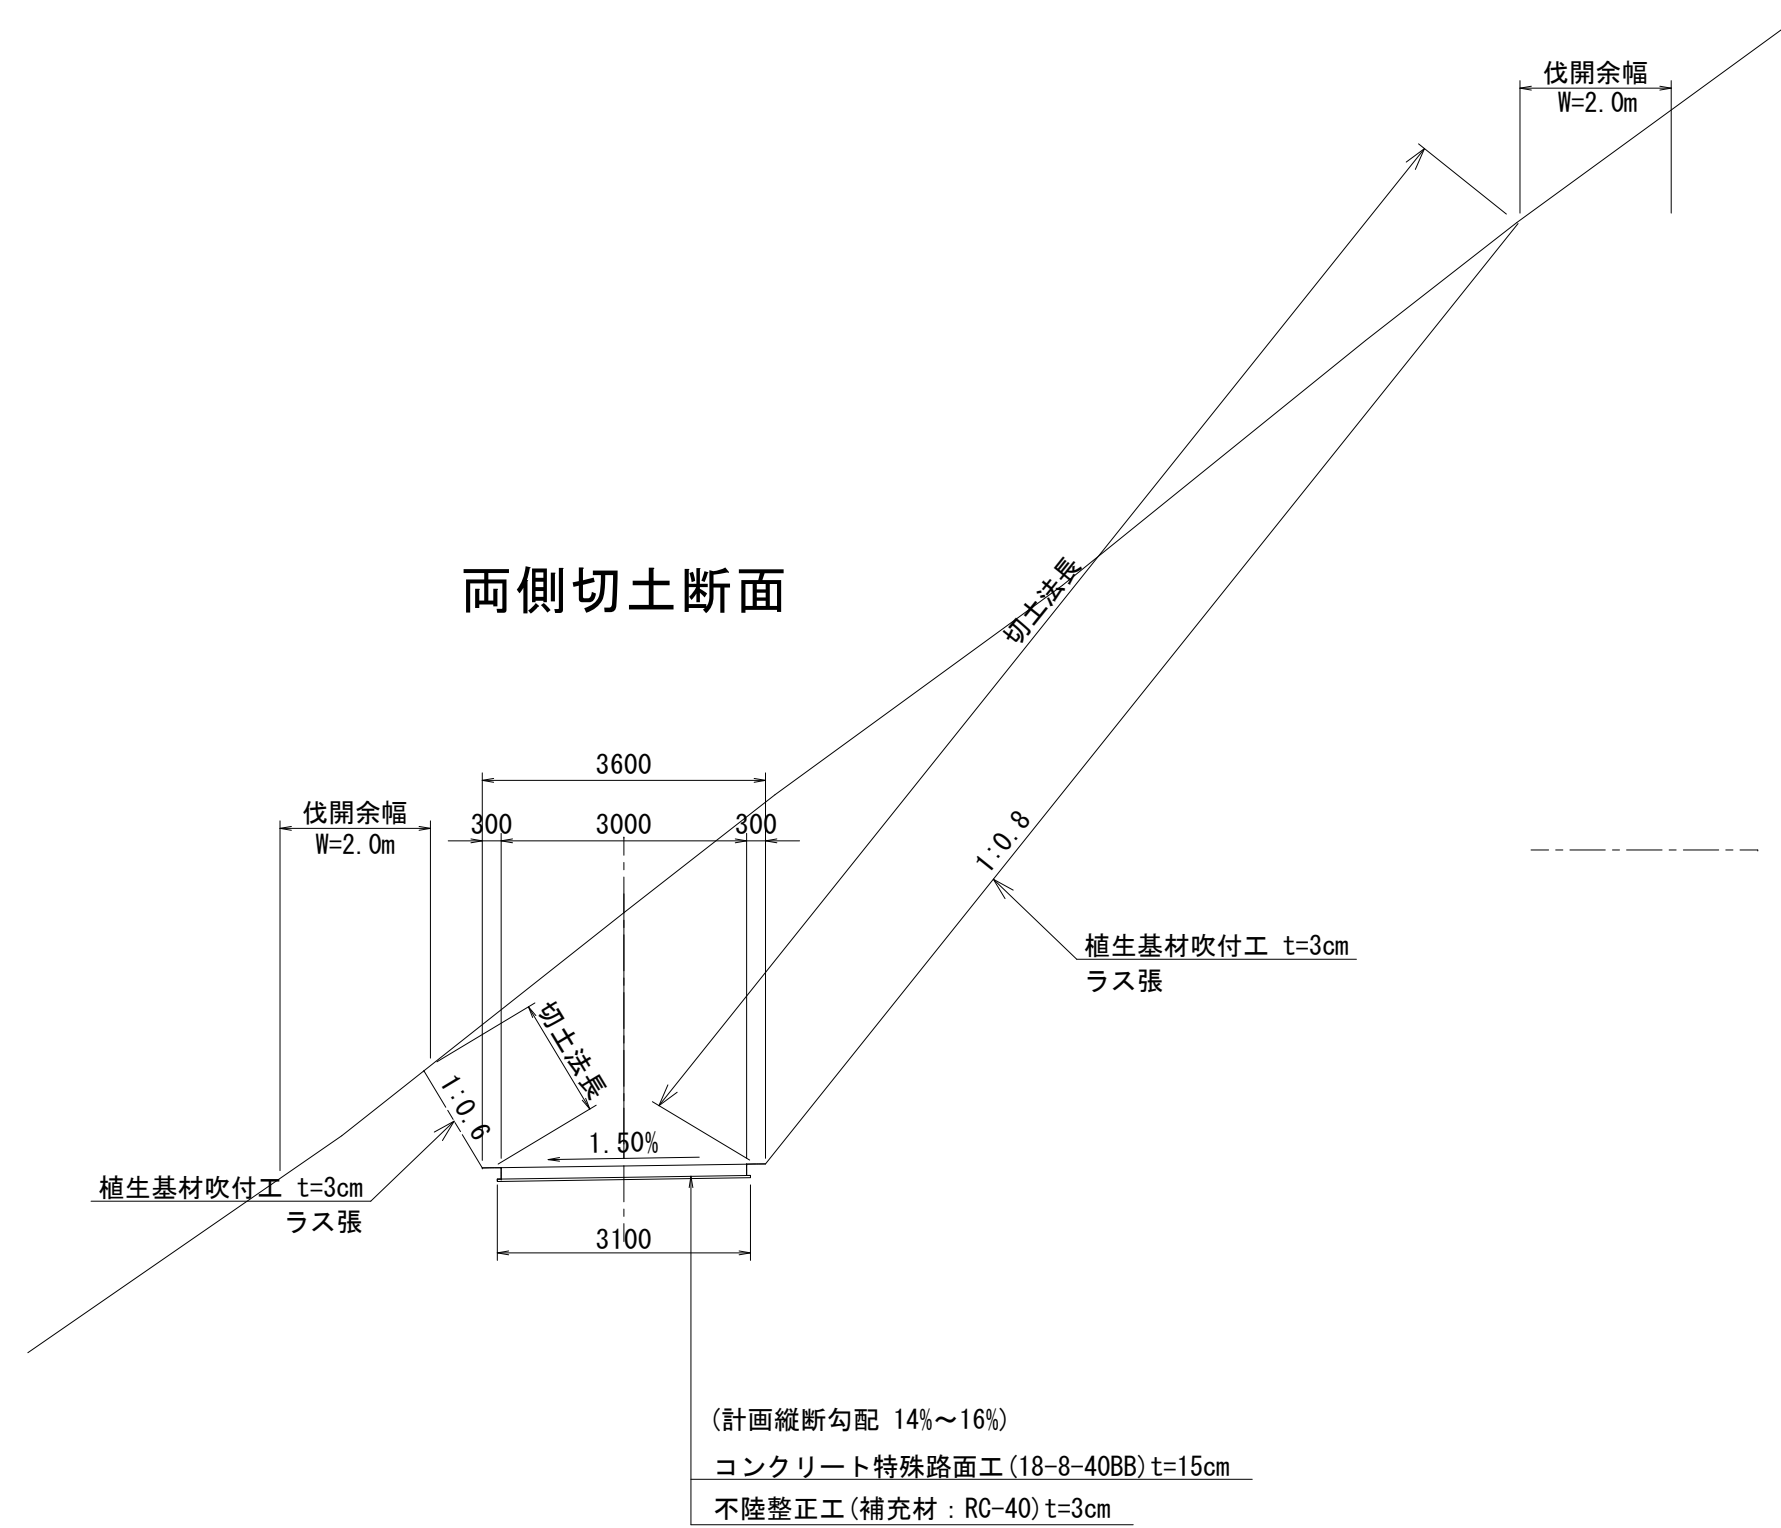 伐開余幅
W=2.0m
切土法長
両側切土断面
3600
伐開余幅
W=2.0m
300
3000
300
1:0.8
植生基材吹付工 t=3cm
ラス張
切土法長
1:0.6
1.50%
植生基材吹付工 t=3cm
ラス張
3100
(計画縦断勾配 14%～16%)
コンクリート特殊路面工(18-8-40BB)t=15cm
不陸整正工(補充材：RC-40)t=3cm